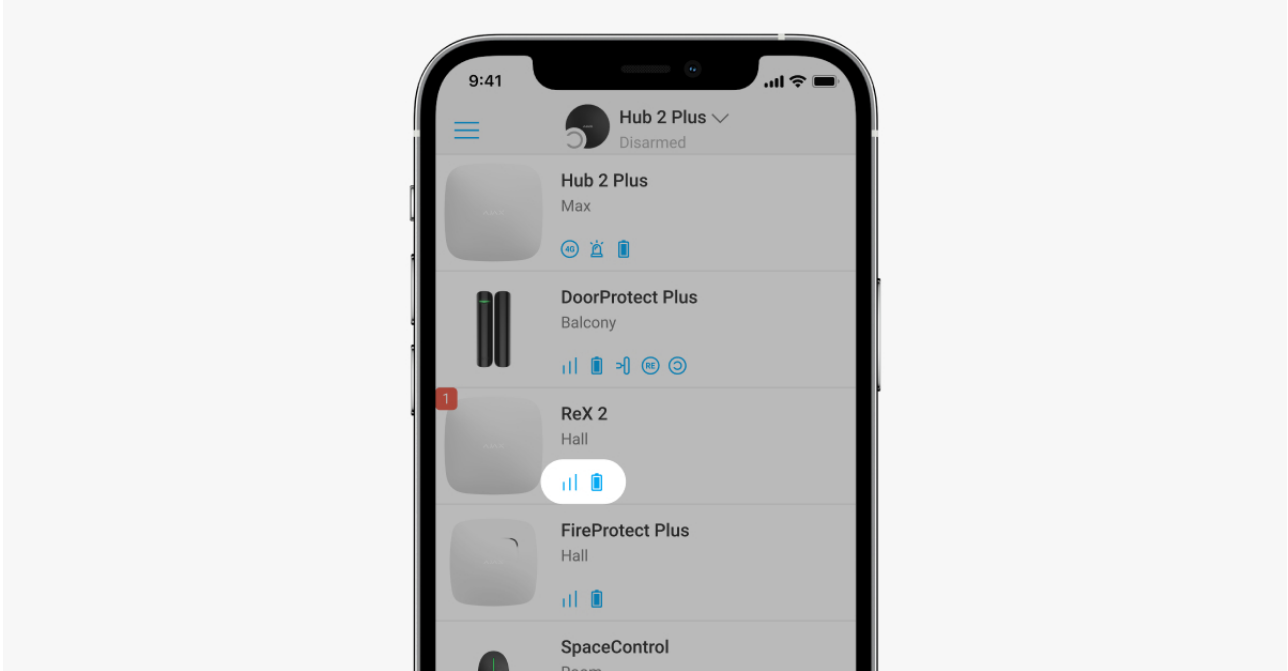 9:41
Hub 2 Plus
Disarmed
Hub 2 Plus
Max
4G
DoorProtect Plus
Balcony
RE
1
ReX 2
Hall
FireProtect Plus
Hall
SpaceControl
Room